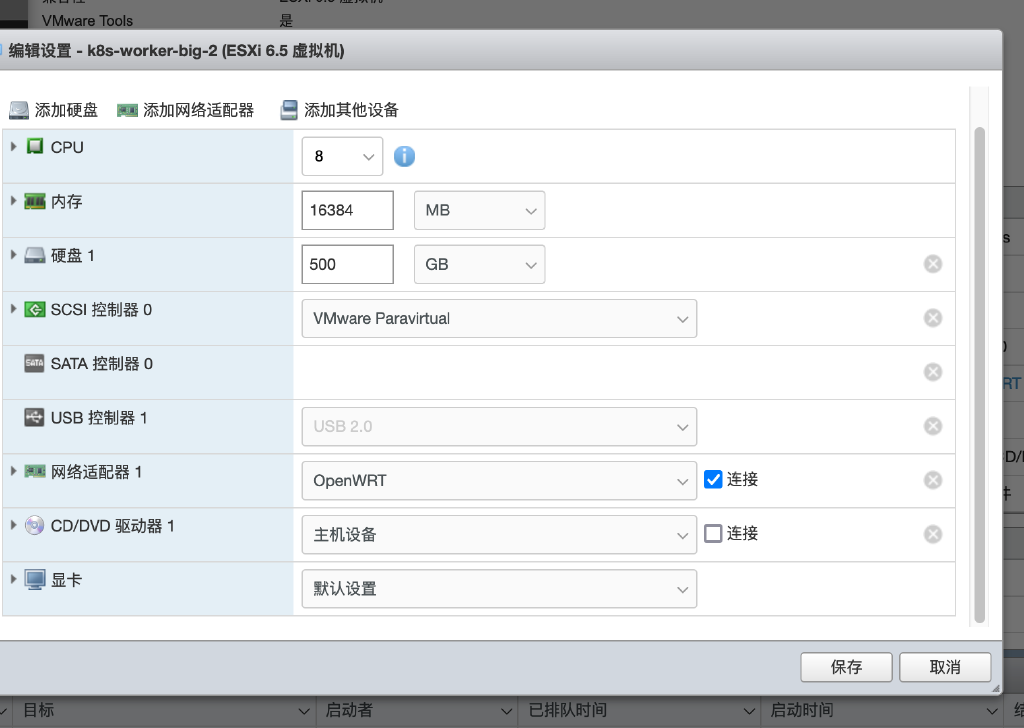 VMware Tools
是
编辑设置 - k8s-worker-big-2 (ESXi 6.5 虚拟机)
添加硬盘 添加网络适配器 添加其他设备
CPU 8
内存 16384 MB
硬盘 1 500 GB
SCSI 控制器 0 VMware Paravirtual
SATA 控制器 0
USB 控制器 1 USB 2.0
网络适配器 1 OpenWRT 连接
CD/DVD 驱动器 1 主机设备 连接
显卡 默认设置
保存 取消
目标 启动者 已排队时间 启动时间